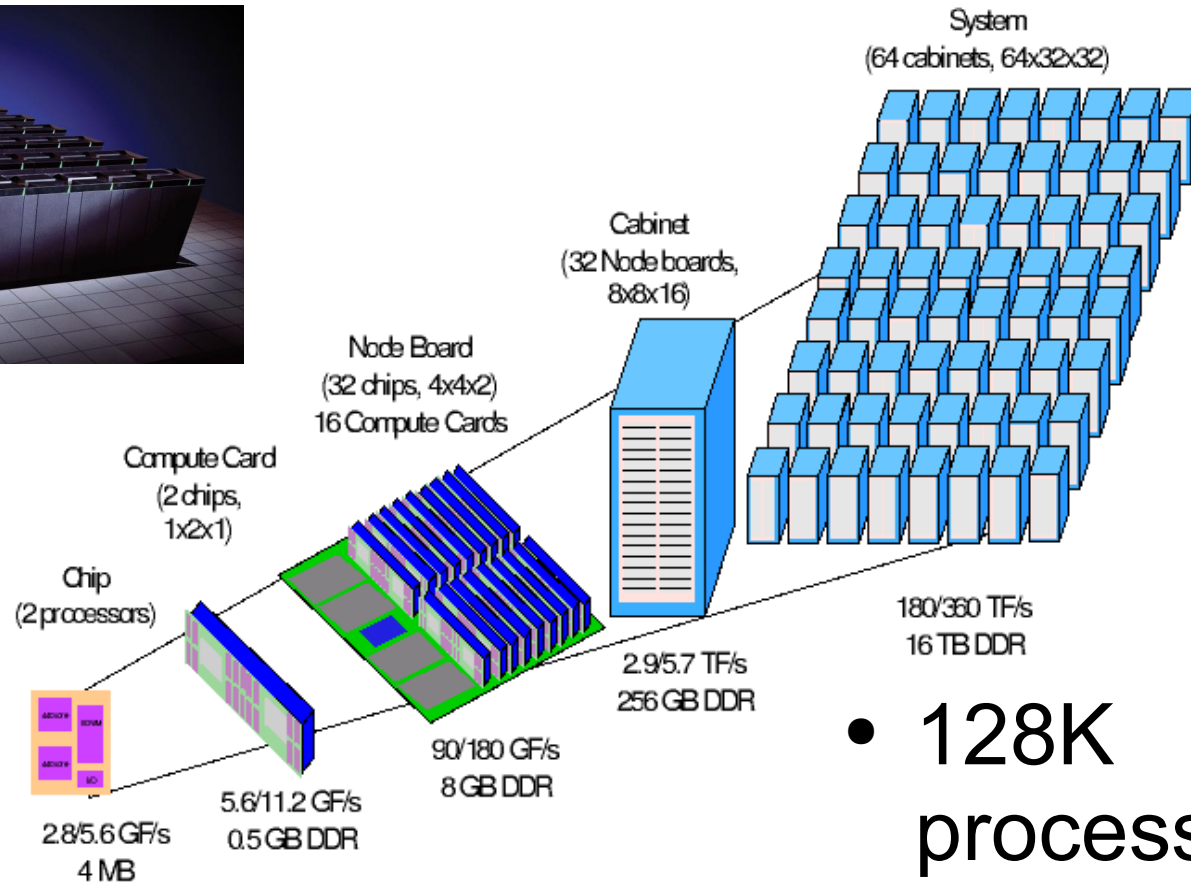 System
(64 cabinets, 64x32x32)
Cabinet
(32 Node boards,
8x8x16)
Node Board
(32 chips, 4x4x2)
16 Compute Cards
Compute Card
(2 chips,
1x2x1)
Chip
(2 processors)
180/360 TF/s
16 TB DDR
2.9/5.7 TF/s
256 GB DDR
90/180 GF/s
8 GB DDR
5.6/11.2 GF/s
0.5 GB DDR
2.8/5.6 GF/s
4 MB
• 128K
process